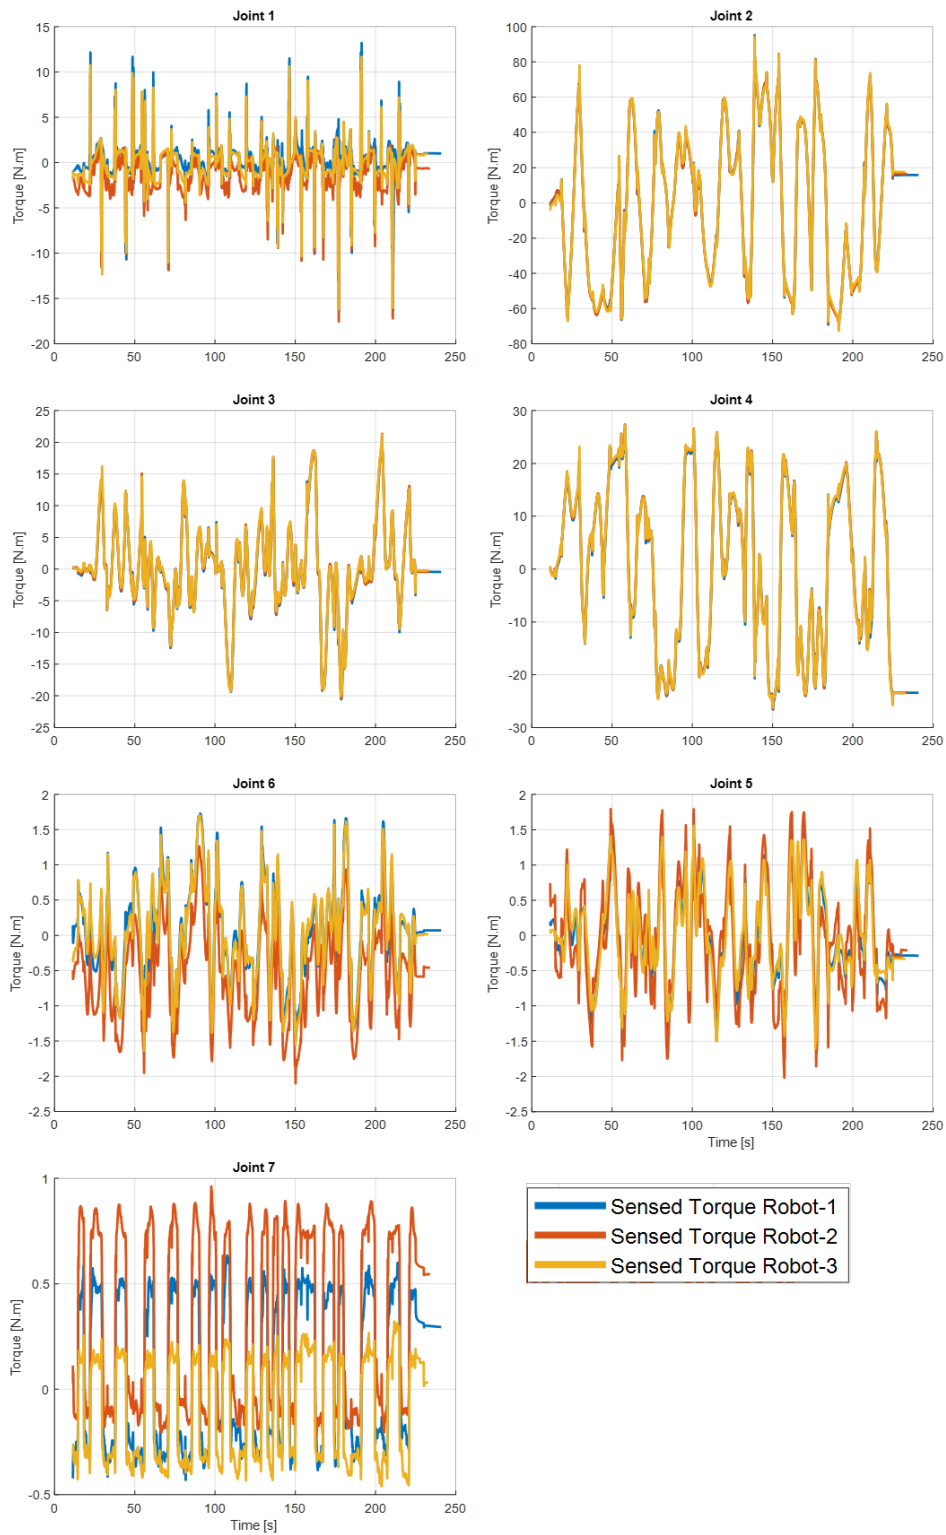 Joint 1
Torque [N.m]
15
10
5
0
-5
-10
-15
-20
0 50 100 150 200 250
Joint 2
Torque [N.m]
100
80
60
40
20
0
-20
-40
-60
-80
0 50 100 150 200 250
Joint 3
Torque [N.m]
25
20
15
10
5
0
-5
-10
-15
-20
-25
0 50 100 150 200 250
Joint 4
Torque [N.m]
30
20
10
0
-10
-20
-30
0 50 100 150 200 250
Joint 6
Torque [N.m]
2
1.5
1
0.5
0
-0.5
-1
-1.5
-2
-2.5
0 50 100 150 200 250
Joint 5
Torque [N.m]
2
1.5
1
0.5
0
-0.5
-1
-1.5
-2
-2.5
0 50 100 150 200 250
Time [s]
Joint 7
Torque [N.m]
1
0.5
0
-0.5
0 50 100 150 200 250
Time [s]
Sensed Torque Robot-1
Sensed Torque Robot-2
Sensed Torque Robot-3